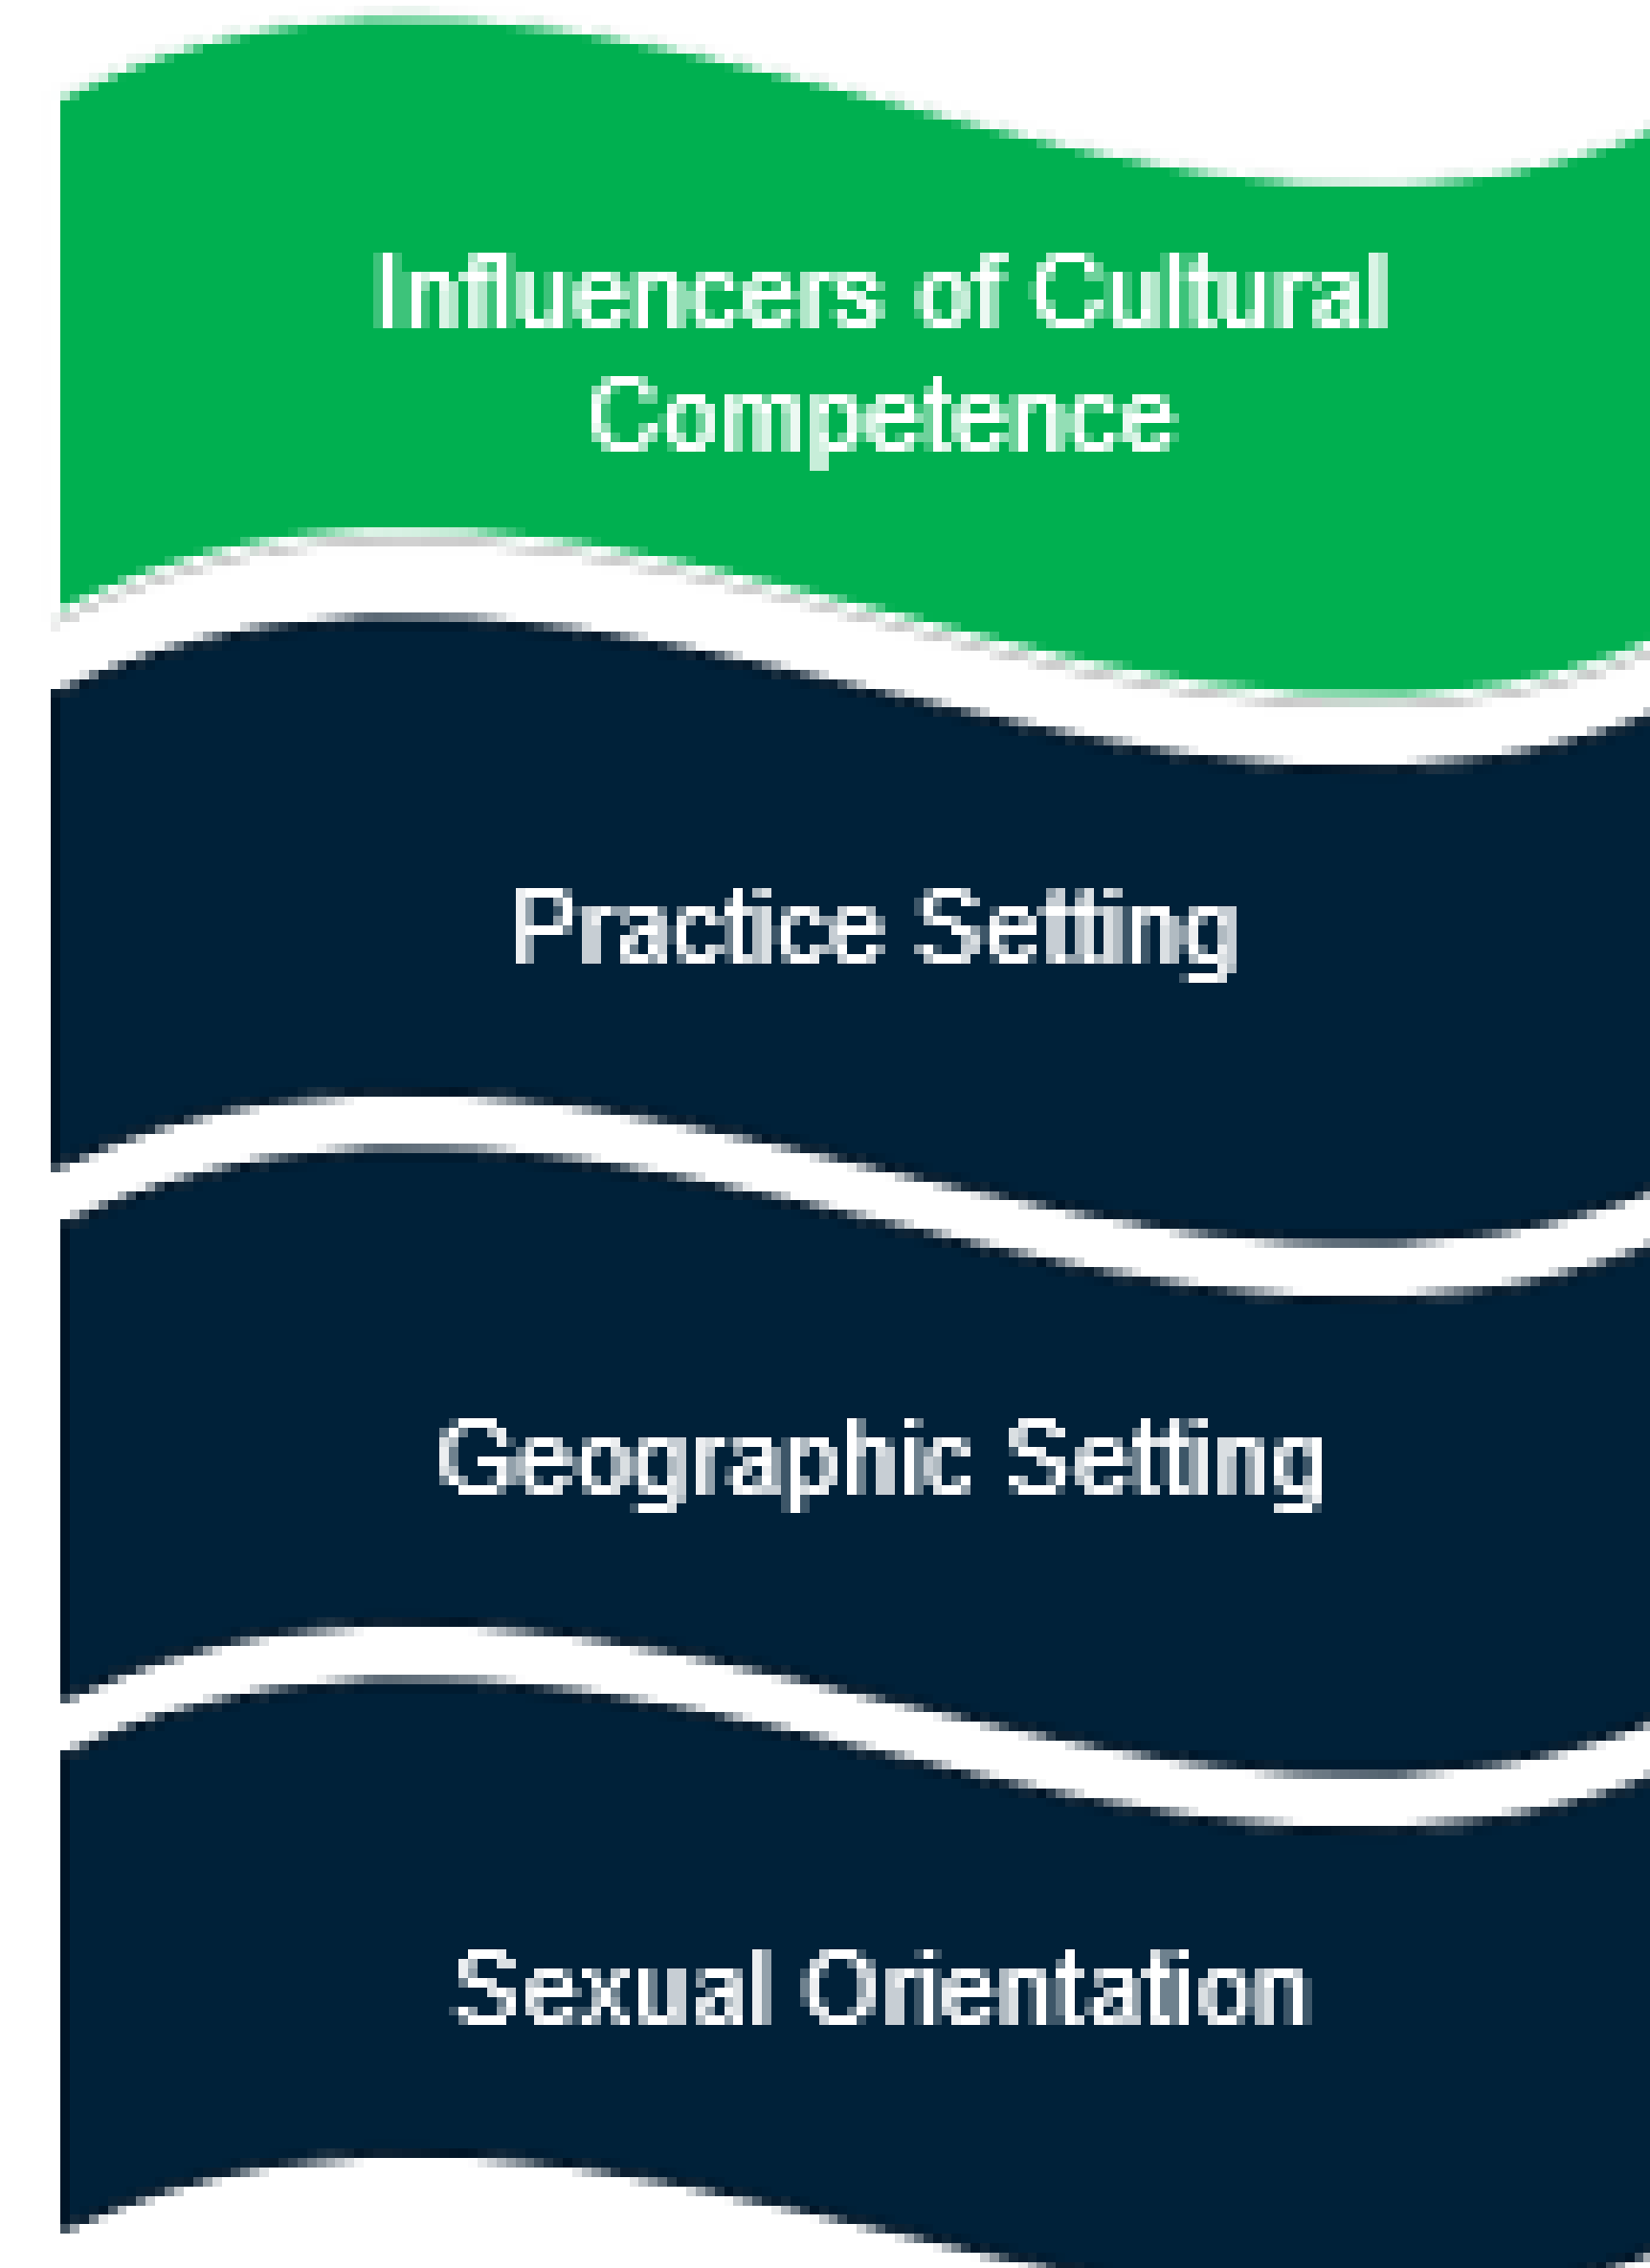 Influencers of Cultural
Competence
Practice Setting
Geographic Setting
Sexual Orientation